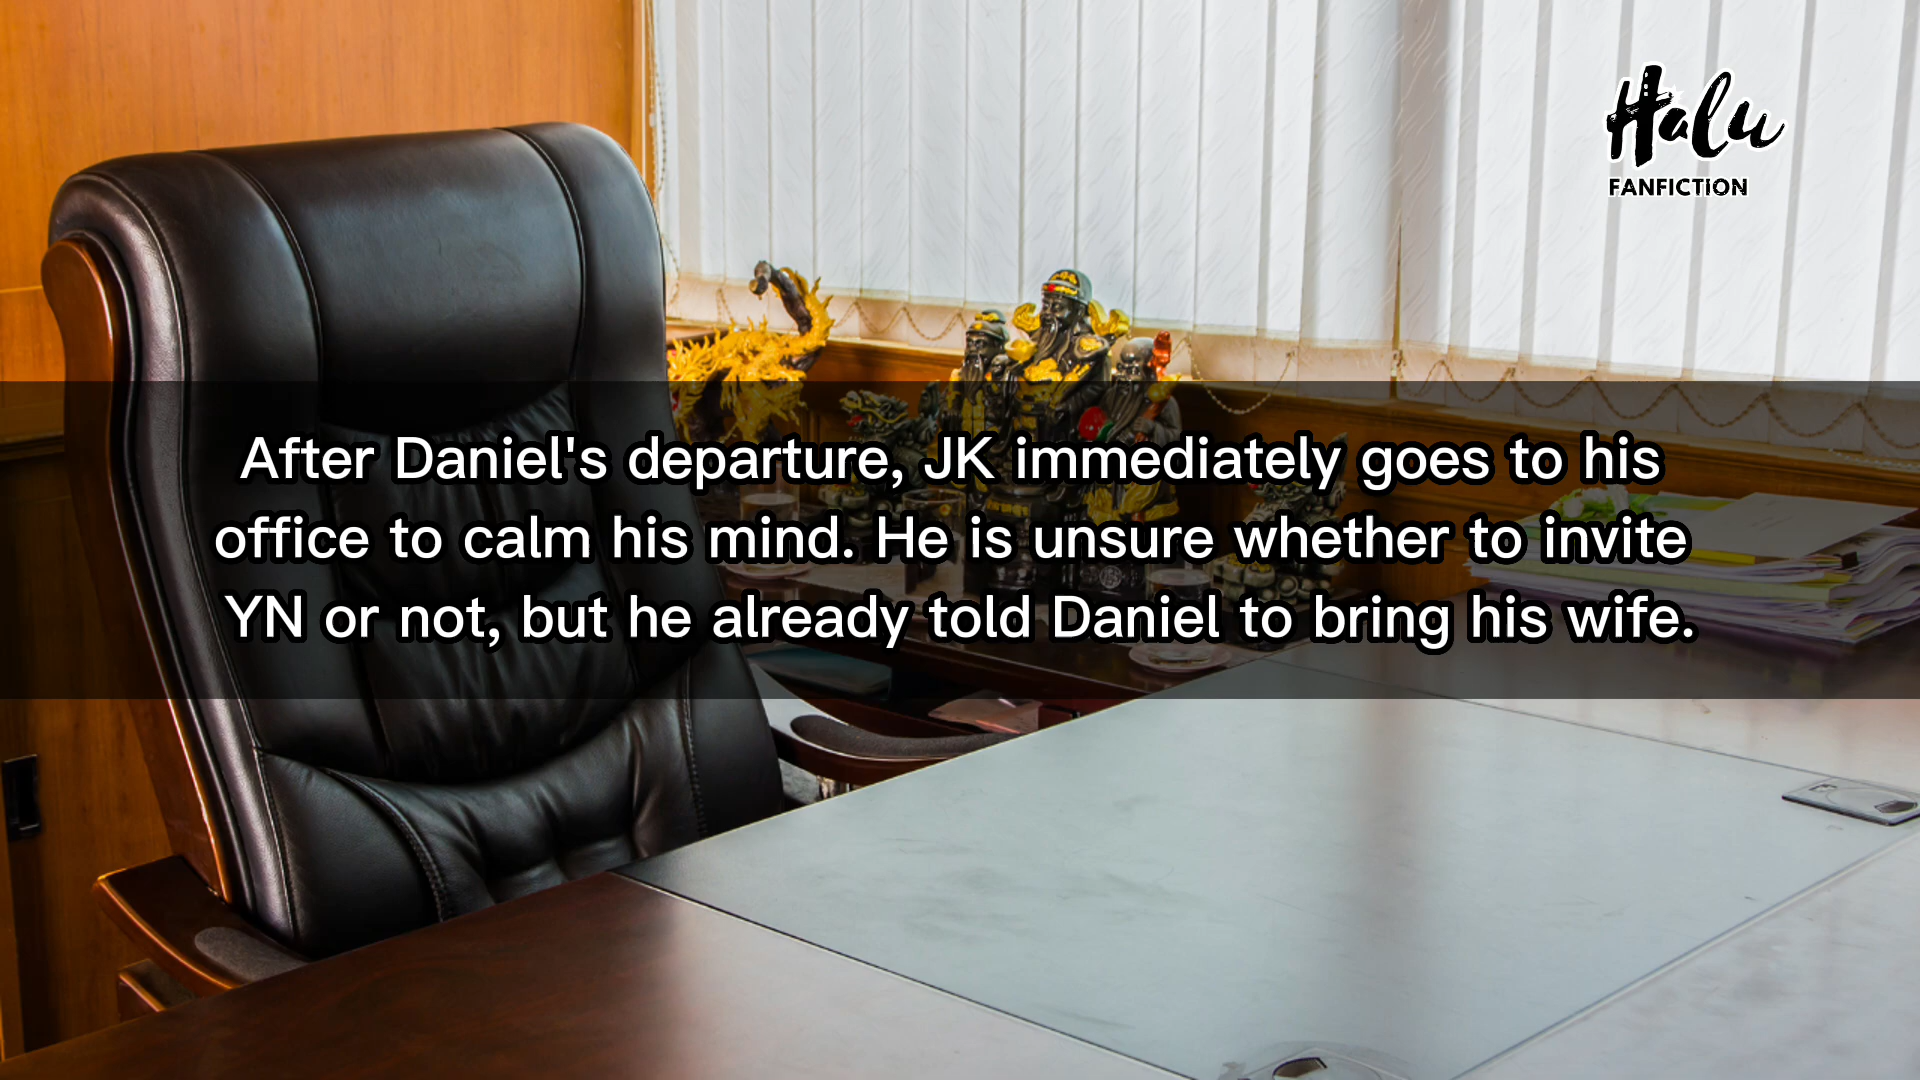 Halu
FANFICTION
After Daniel's departure, JK immediately goes to his
office to calm his mind. He is unsure whether to invite
YN or not, but he already told Daniel to bring his wife.